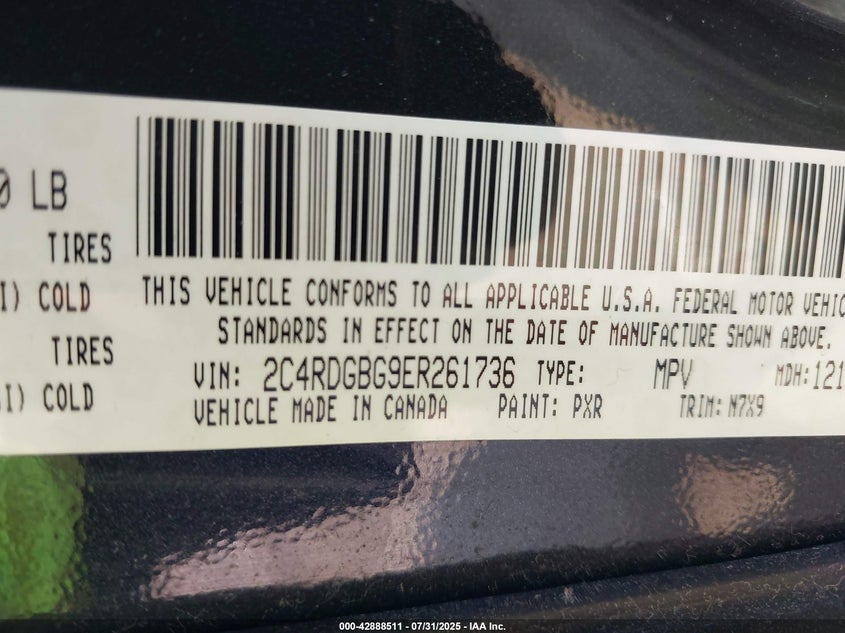 0 LB
TIRES
I) COLD
TIRES
SI) COLD
THIS VEHICLE CONFORMS TO ALL APPLICABLE U.S.A. FEDERAL MOTOR VEHIC
STANDARDS IN EFFECT ON THE DATE OF MANUFACTURE SHOWN ABOVE.
VIN: 2C4RDGBG9ER261736 TYPE: MPV MDH: 121
VEHICLE MADE IN CANADA PAINT: PXR TRIM: N7X9
000-42888511 - 07/31/2025 - IAA Inc.